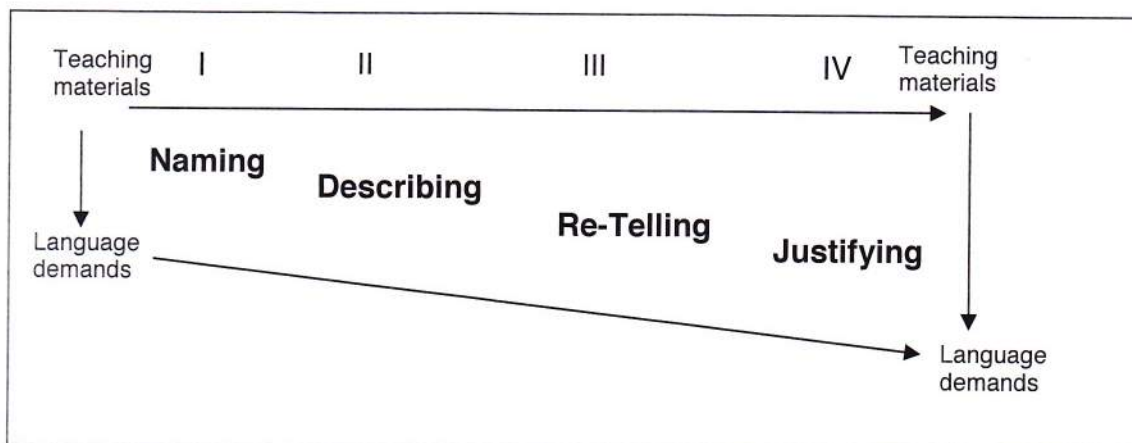 Teaching
materials
I
II
III
IV
Teaching
materials
Naming
Describing
Re-Telling
Justifying
Language
demands
Language
demands